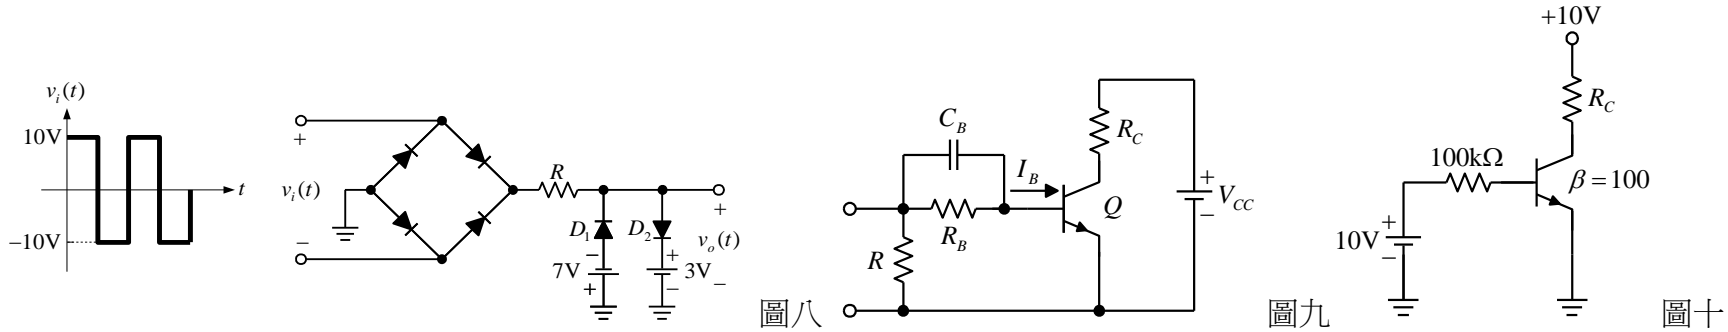 v_i(t)
10V
t
−10V
+
v_i(t)
−
R
D_1
D_2
−
7V
+
+
3V
−
+
v_o(t)
−
圖八
C_B
I_B
R_C
R_B
Q
R
+
V_CC
−
圖九
+10V
R_C
100kΩ
β = 100
+
10V
−
圖十